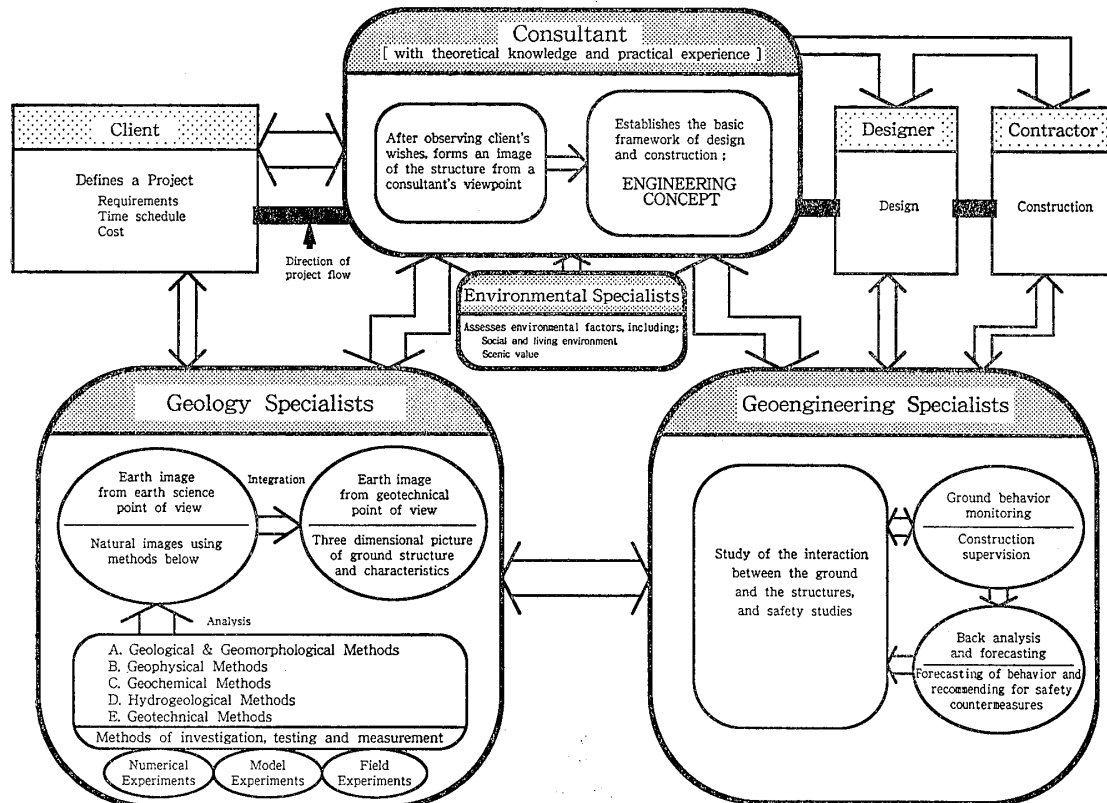 Consultant
[ with theoretical knowledge and practical experience ]
After observing client's
wishes, forms an image
of the structure from a
consultant's viewpoint
Establishes the basic
framework of design
and construction ;
ENGINEERING
CONCEPT
Client
Defines a Project
Requirements
Time schedule
Cost
Direction of
project flow
Designer
Design
Contractor
Construction
Environmental Specialists
Assesses environmental factors, including;
Social and living environment
Scenic value
Geology Specialists
Earth image
from earth science
point of view
Natural images using
methods below
Integration
Earth image
from geotechnical
point of view
Three dimensional picture
of ground structure
and characteristics
Analysis
A. Geological & Geomorphological Methods
B. Geophysical Methods
C. Geochemical Methods
D. Hydrogeological Methods
E. Geotechnical Methods
Methods of investigation, testing and measurement
Numerical
Experiments
Model
Experiments
Field
Experiments
Geoengineering Specialists
Study of the interaction
between the ground
and the structures,
and safety studies
Ground behavior
monitoring
Construction
supervision
Back analysis
and forecasting
Forecasting of behavior and
recommending for safety
countermeasures